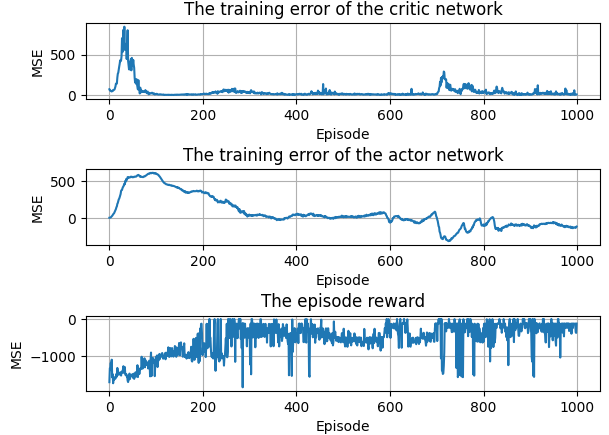 The training error of the critic network
500
0
MSE
0 200 400 600 800 1000
Episode
The training error of the actor network
500
0
MSE
0 200 400 600 800 1000
Episode
The episode reward
0
−1000
MSE
0 200 400 600 800 1000
Episode